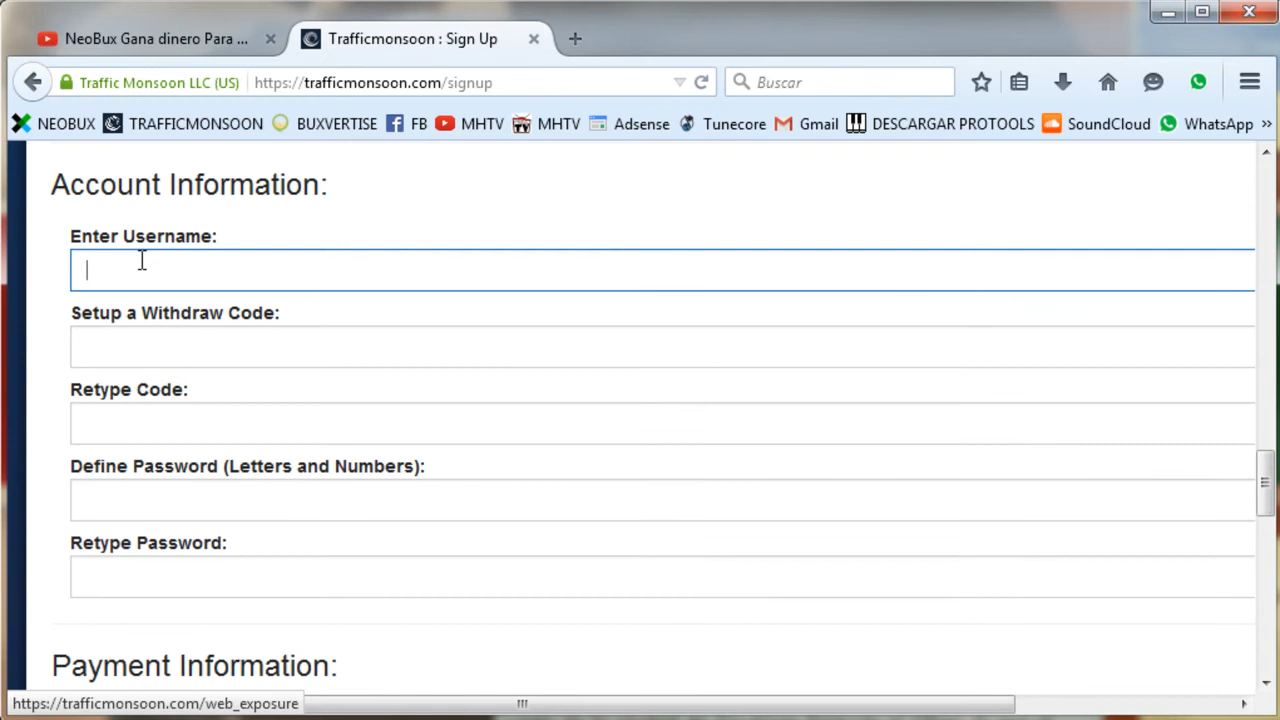 NeoBux Gana dinero Para ...
Trafficmonsoon : Sign Up
Traffic Monsoon LLC (US) https://trafficmonsoon.com/signup
Buscar
NEOBUX TRAFFICMONSOON BUXVERTISE FB MHTV MHTV Adsense Tunecore Gmail DESCARGAR PROTOOLS SoundCloud WhatsApp »
Account Information:
Enter Username:
Setup a Withdraw Code:
Retype Code:
Define Password (Letters and Numbers):
Retype Password:
Payment Information:
https://trafficmonsoon.com/web_exposure